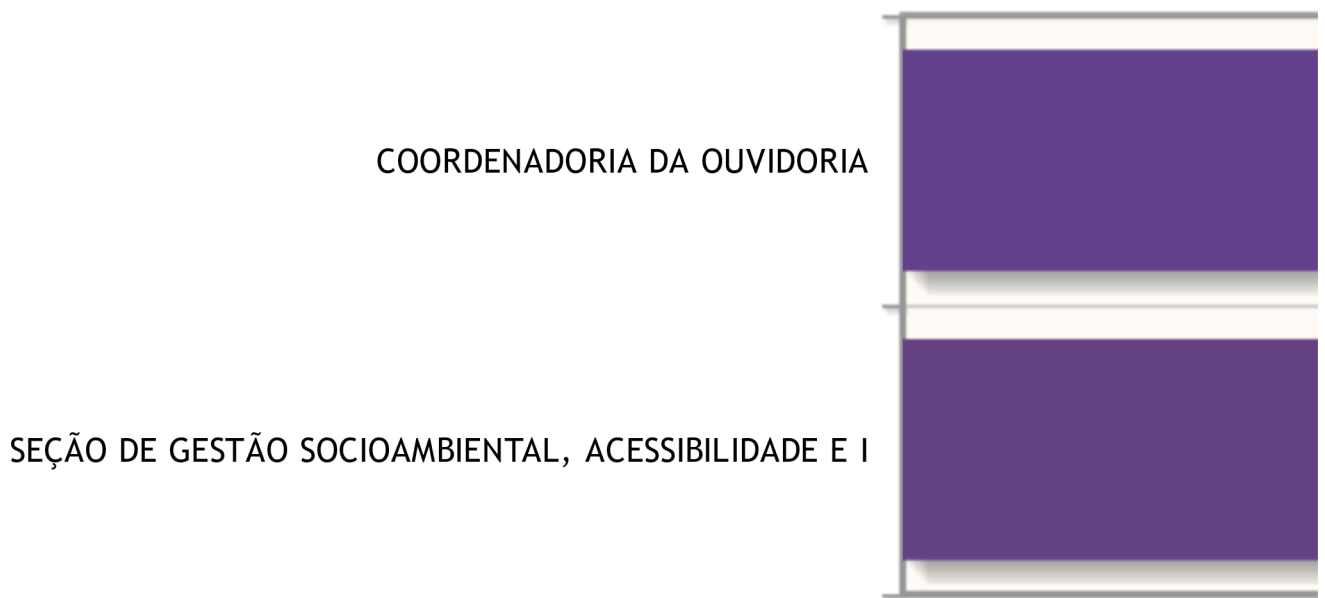 COORDENADORIA DA OUVIDORIA
SEÇÃO DE GESTÃO SOCIOAMBIENTAL, ACESSIBILIDADE E I